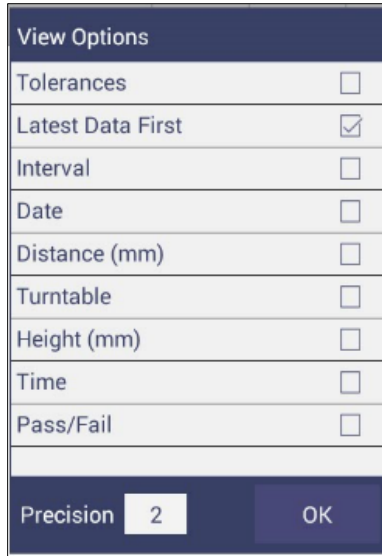 View Options
Tolerances
Latest Data First
Interval
Date
Distance (mm)
Turntable
Height (mm)
Time
Pass/Fail
Precision 2 OK